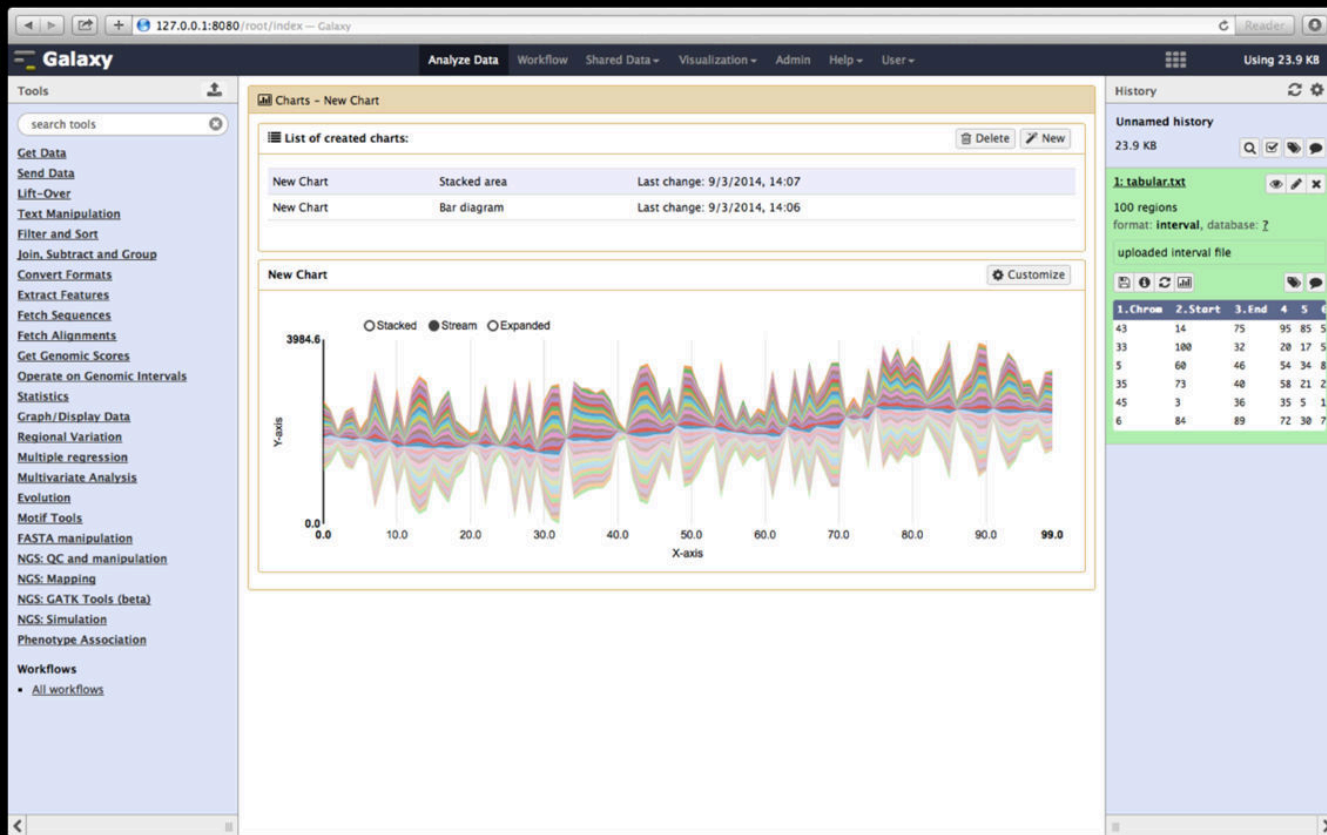 127.0.0.1:8080/root/index — Galaxy
Reader
Galaxy
Analyze Data Workflow Shared Data Visualization Admin Help User
Using 23.9 KB
Tools
search tools
Get Data
Send Data
Lift-Over
Text Manipulation
Filter and Sort
Join, Subtract and Group
Convert Formats
Extract Features
Fetch Sequences
Fetch Alignments
Get Genomic Scores
Operate on Genomic Intervals
Statistics
Graph/Display Data
Regional Variation
Multiple regression
Multivariate Analysis
Evolution
Motif Tools
FASTA manipulation
NGS: QC and manipulation
NGS: Mapping
NGS: GATK Tools (beta)
NGS: Simulation
Phenotype Association
Workflows
All workflows
Charts - New Chart
List of created charts:
Delete New
New Chart Stacked area Last change: 9/3/2014, 14:07
New Chart Bar diagram Last change: 9/3/2014, 14:06
New Chart
Customize
Stacked Stream Expanded
3984.6
Y-axis
0.0
0.0 10.0 20.0 30.0 40.0 50.0 60.0 70.0 80.0 90.0 99.0
X-axis
History
Unnamed history
23.9 KB
1: tabular.txt
100 regions
format: interval, database: ?
uploaded interval file
1.Chrom 2.Start 3.End 4 5
43 14 75 95 85 5
33 100 32 20 17 5
5 60 46 54 34 8
35 73 40 58 21 2
45 3 36 35 5 1
6 84 89 72 30 7